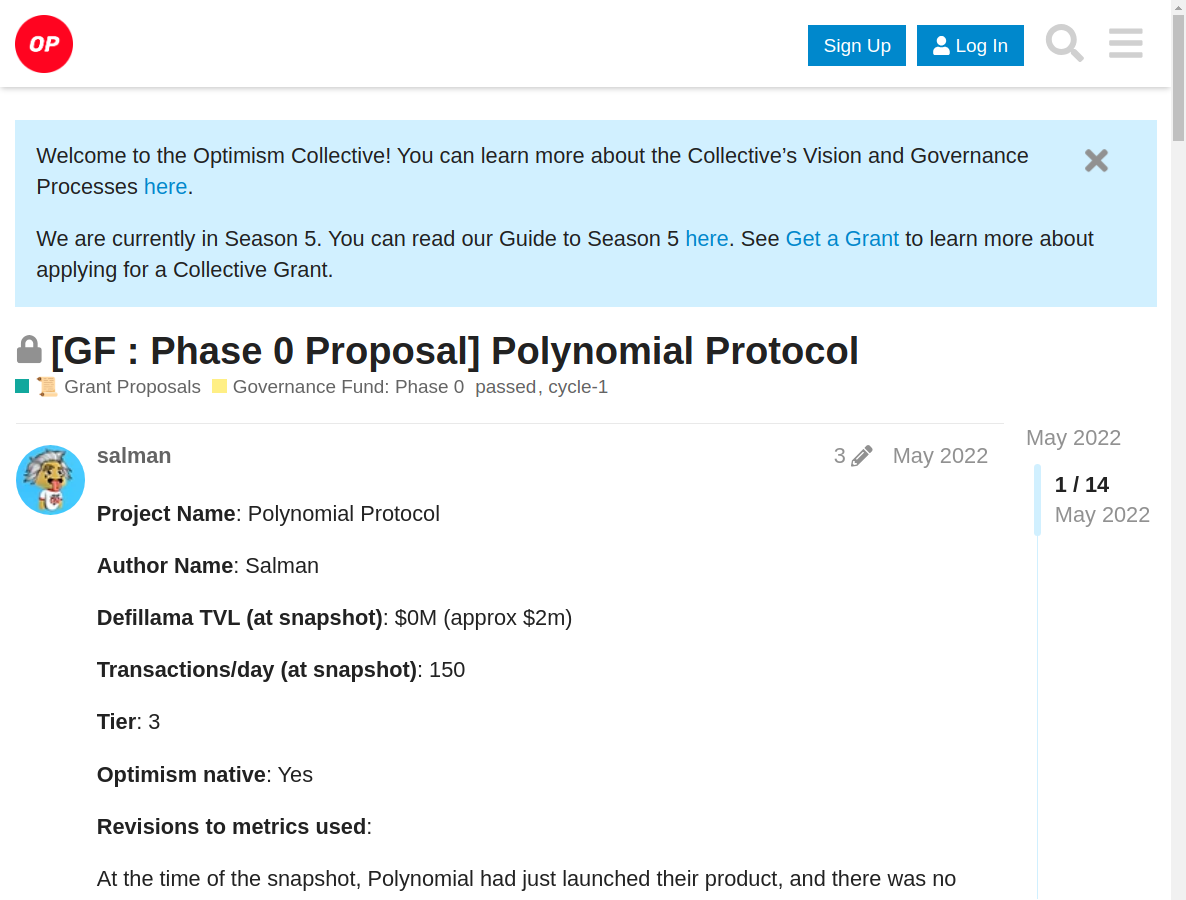 OP
Sign Up
Log In
Welcome to the Optimism Collective! You can learn more about the Collective’s Vision and Governance
Processes here.
We are currently in Season 5. You can read our Guide to Season 5 here. See Get a Grant to learn more about
applying for a Collective Grant.
[GF : Phase 0 Proposal] Polynomial Protocol
Grant Proposals Governance Fund: Phase 0 passed, cycle-1
salman 3 May 2022
May 2022
1 / 14
May 2022
Project Name: Polynomial Protocol
Author Name: Salman
Defillama TVL (at snapshot): $0M (approx $2m)
Transactions/day (at snapshot): 150
Tier: 3
Optimism native: Yes
Revisions to metrics used:
At the time of the snapshot, Polynomial had just launched their product, and there was no